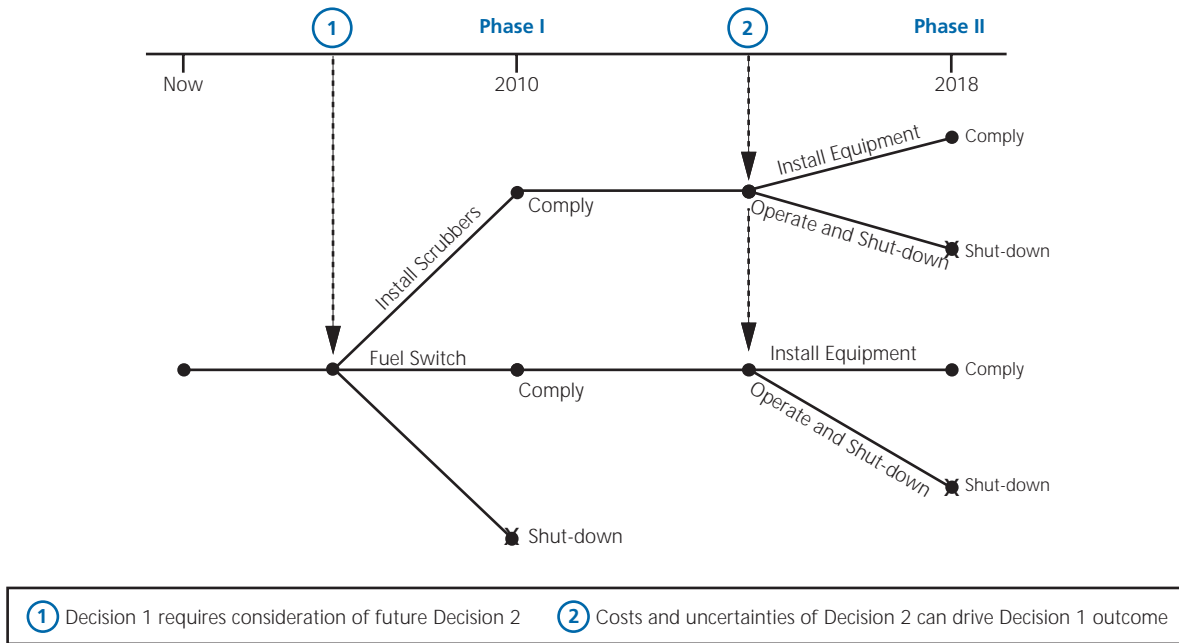 1 Phase I 2 Phase II
Now 2010 2018
Install Equipment
Comply
Comply
Operate and Shut-down
Shut-down
Install Scrubbers
Fuel Switch
Comply
Install Equipment
Comply
Operate and Shut-down
Shut-down
Shut-down
1 Decision 1 requires consideration of future Decision 2 2 Costs and uncertainties of Decision 2 can drive Decision 1 outcome